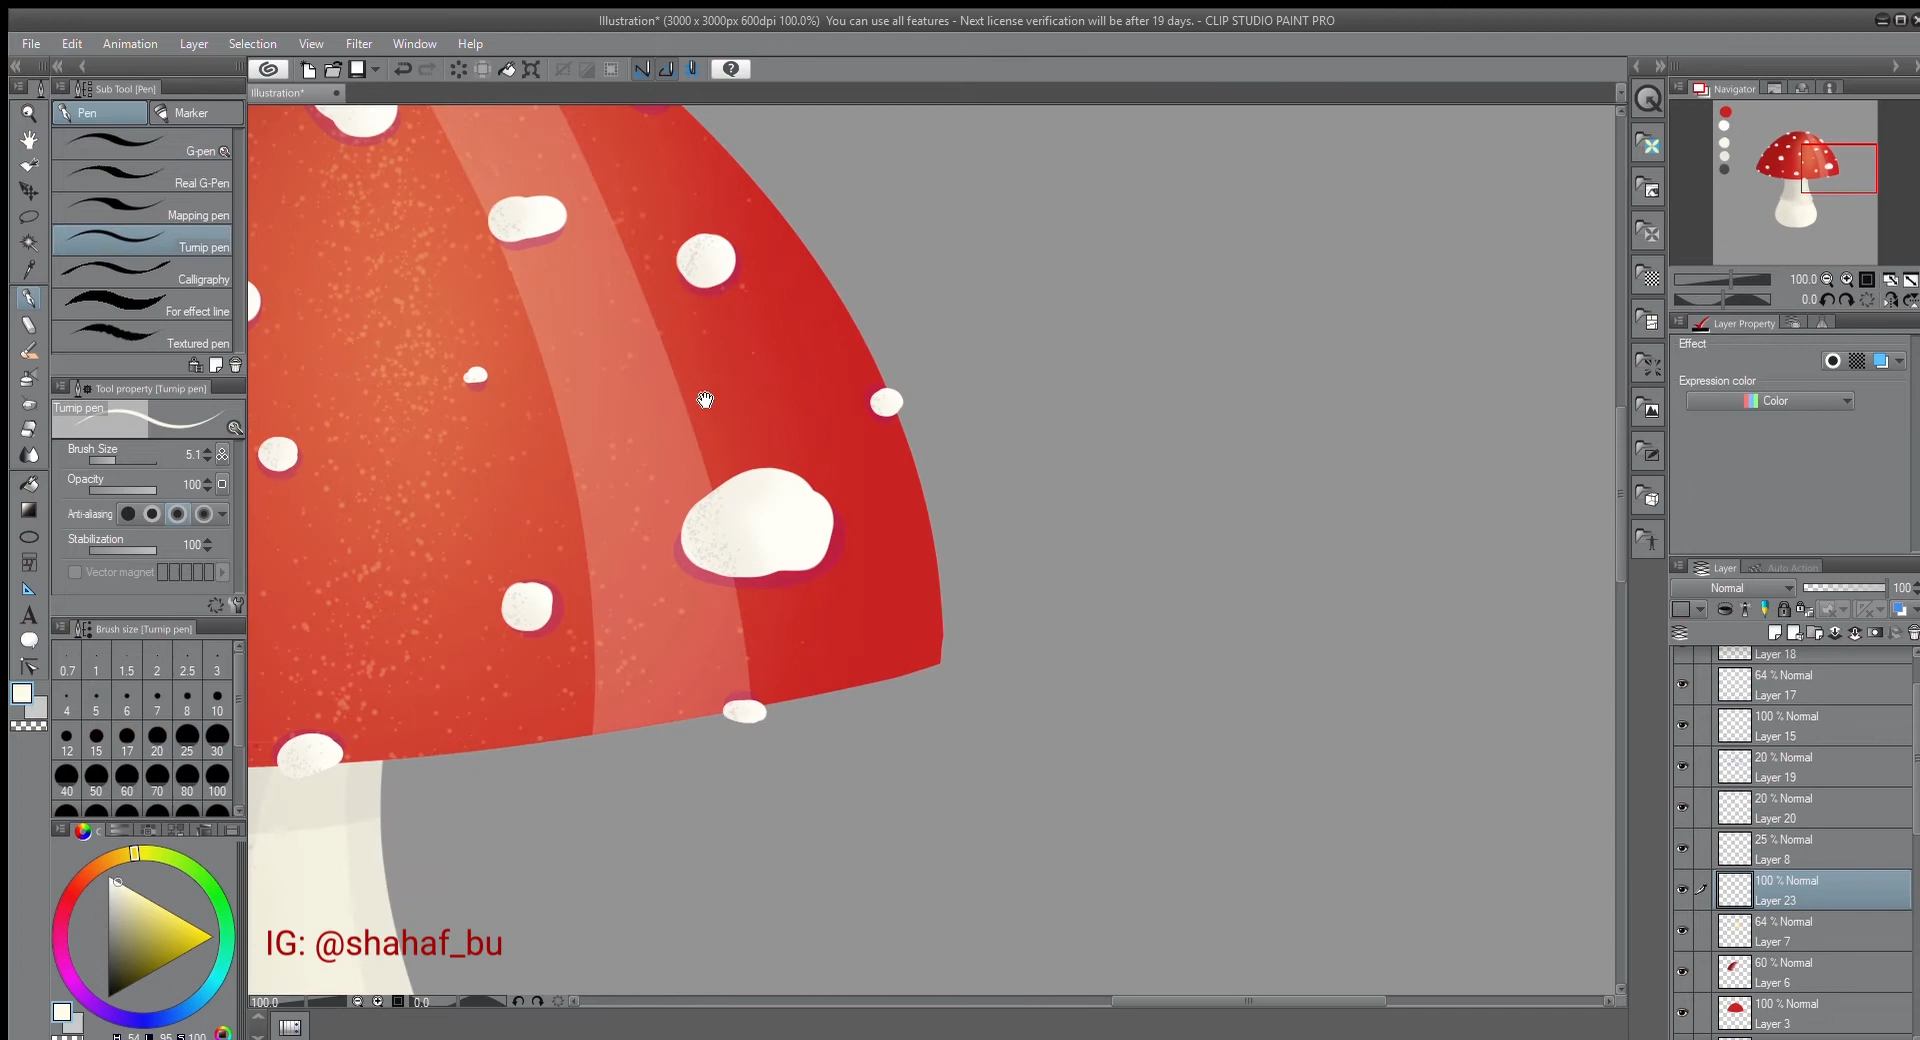 Illustration* (3000 x 3000px 600dpi 100.0%)  You can use all features - Next license verification will be after 19 days. - CLIP STUDIO PAINT PRO
File Edit Animation Layer Selection View Filter Window Help
Sub Tool [Pen]
Pen Marker
G-pen
Real G-Pen
Mapping pen
Turnip pen
Calligraphy
For effect line
Textured pen
Tool property [Turnip pen]
Turnip pen
Brush Size 5.1
Opacity 100
Anti-aliasing
Stabilization 100
Vector magnet
Brush size [Turnip pen]
0.7 1 1.5 2 2.5 3
4 5 6 7 8 10
12 15 17 20 25 30
40 50 60 70 80 100
H 54 L 95 S 100
Illustration*
IG: @shahaf_bu
100.0 0.0
Navigator
100.0
0.0
Layer Property
Effect
Expression color
Color
Layer Auto Action
Normal 100
Layer 18
64 % Normal
Layer 17
100 % Normal
Layer 15
20 % Normal
Layer 19
20 % Normal
Layer 20
25 % Normal
Layer 8
100 % Normal
Layer 23
64 % Normal
Layer 7
60 % Normal
Layer 6
100 % Normal
Layer 3